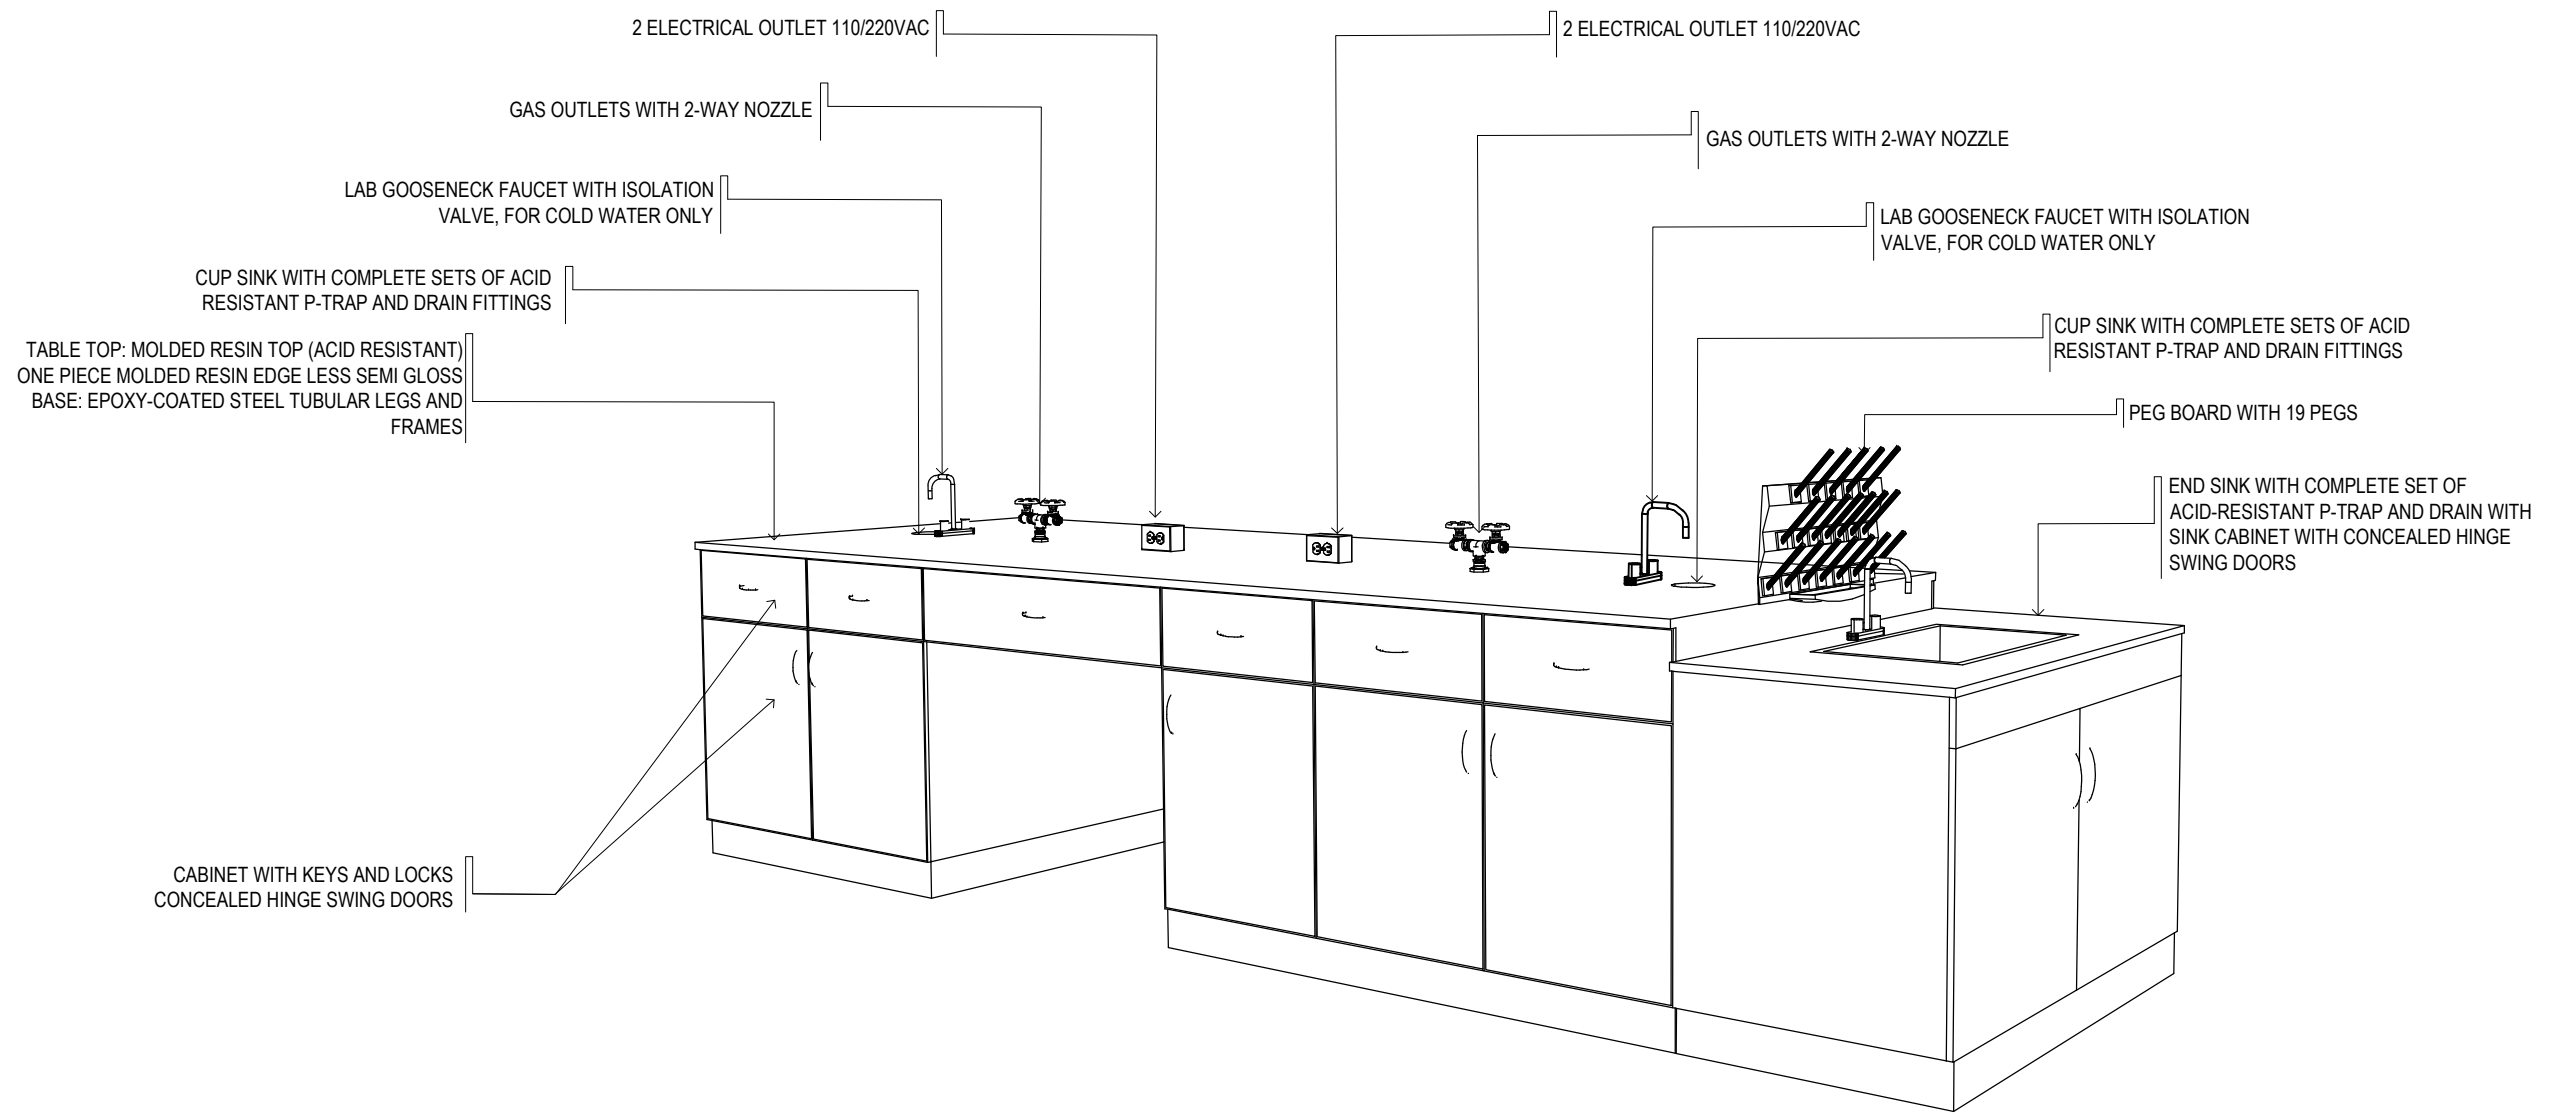 2 ELECTRICAL OUTLET 110/220VAC
GAS OUTLETS WITH 2-WAY NOZZLE
LAB GOOSENECK FAUCET WITH ISOLATION
VALVE, FOR COLD WATER ONLY
CUP SINK WITH COMPLETE SETS OF ACID
RESISTANT P-TRAP AND DRAIN FITTINGS
TABLE TOP: MOLDED RESIN TOP (ACID RESISTANT)
ONE PIECE MOLDED RESIN EDGE LESS SEMI GLOSS
BASE: EPOXY-COATED STEEL TUBULAR LEGS AND
FRAMES
CABINET WITH KEYS AND LOCKS
CONCEALED HINGE SWING DOORS
2 ELECTRICAL OUTLET 110/220VAC
GAS OUTLETS WITH 2-WAY NOZZLE
LAB GOOSENECK FAUCET WITH ISOLATION
VALVE, FOR COLD WATER ONLY
CUP SINK WITH COMPLETE SETS OF ACID
RESISTANT P-TRAP AND DRAIN FITTINGS
PEG BOARD WITH 19 PEGS
END SINK WITH COMPLETE SET OF
ACID-RESISTANT P-TRAP AND DRAIN WITH
SINK CABINET WITH CONCEALED HINGE
SWING DOORS